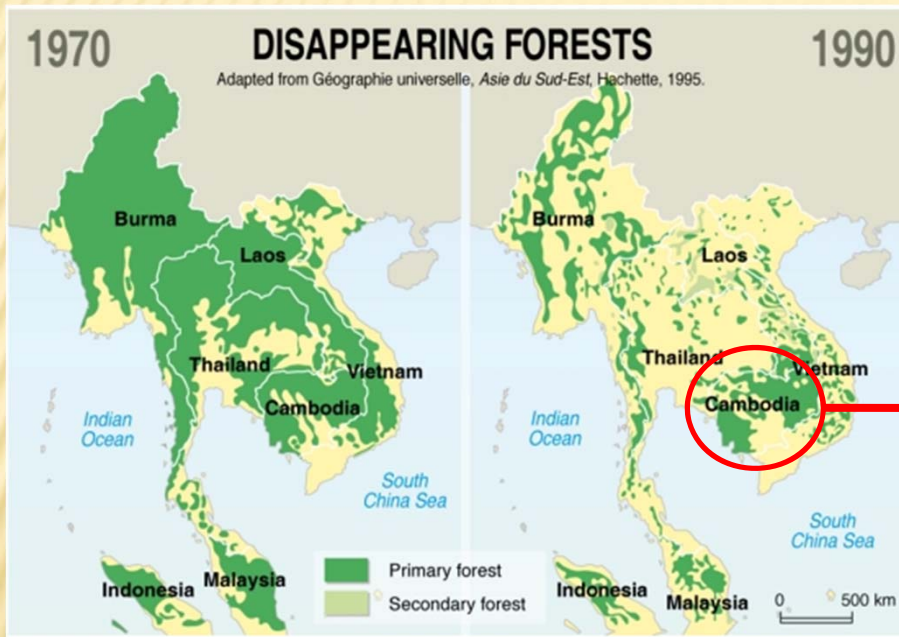 1970
DISAPPEARING FORESTS
1990
Adapted from Géographie universelle, Asie du Sud-Est, Hachette, 1995.
Burma
Laos
Thailand
Vietnam
Cambodia
Indian
Ocean
South
China Sea
Indonesia
Malaysia
Primary forest
Secondary forest
Burma
Laos
Thailand
Vietnam
Cambodia
Indian
Ocean
South
China Sea
Indonesia
Malaysia
0 500 km